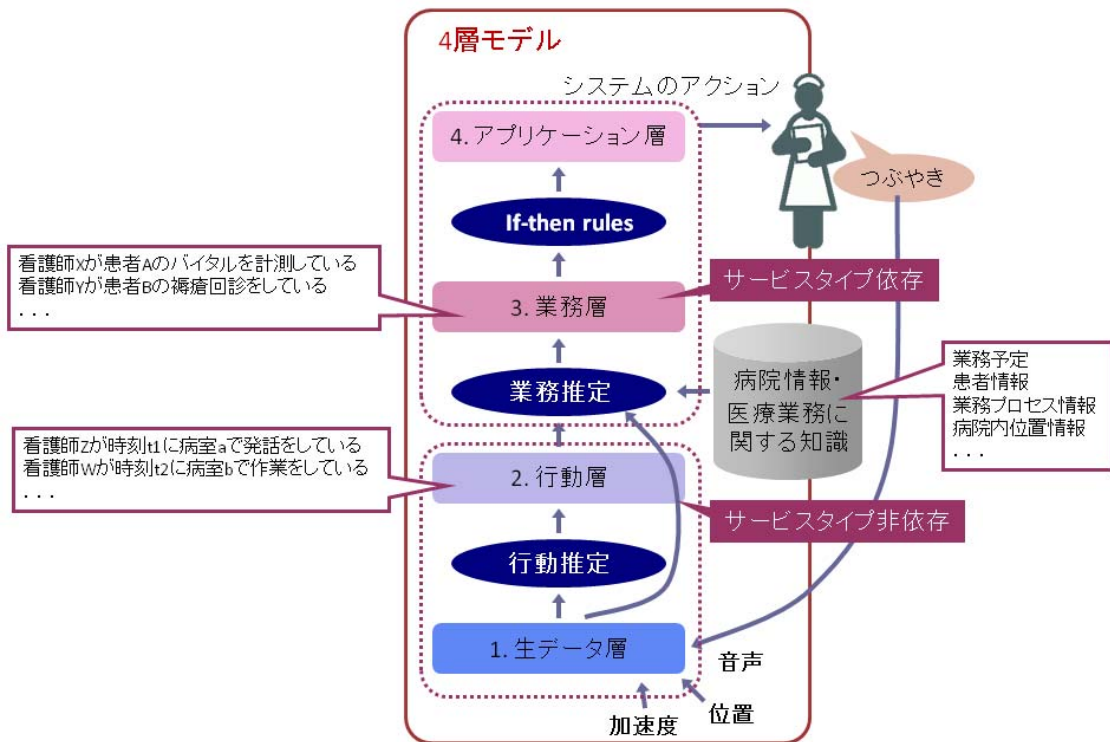 4層モデル
システムのアクション
4. アプリケーション層
つぶやき
If-then rules
看護師Xが患者Aのバイタルを計測している
看護師Yが患者Bの褥瘡回診をしている
. . .
サービスタイプ依存
3. 業務層
業務推定
病院情報・
医療業務に
関する知識
業務予定
患者情報
業務プロセス情報
病院内位置情報
. . .
看護師Zが時刻t1に病室aで発話をしている
看護師Wが時刻t2に病室bで作業をしている
. . .
2. 行動層
サービスタイプ非依存
行動推定
1. 生データ層
音声
位置
加速度